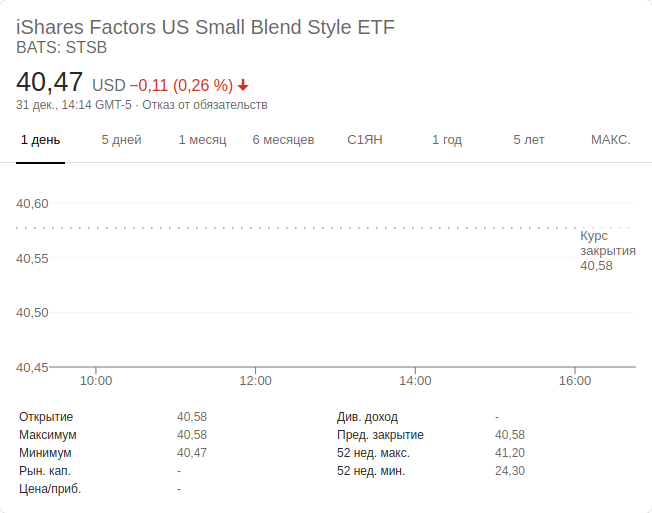 iShares Factors US Small Blend Style ETF
BATS: STSB
40,47 USD −0,11 (0,26 %)
31 дек., 14:14 GMT-5 · Отказ от обязательств
1 день 5 дней 1 месяц 6 месяцев С1ЯН 1 год 5 лет МАКС.
40,60
Курс
закрытия
40,58
40,55
40,50
40,45
10:00 12:00 14:00 16:00
Открытие 40,58 Див. доход -
Максимум 40,58 Пред. закрытие 40,58
Минимум 40,47 52 нед. макс. 41,20
Рын. кап. - 52 нед. мин. 24,30
Цена/приб. -